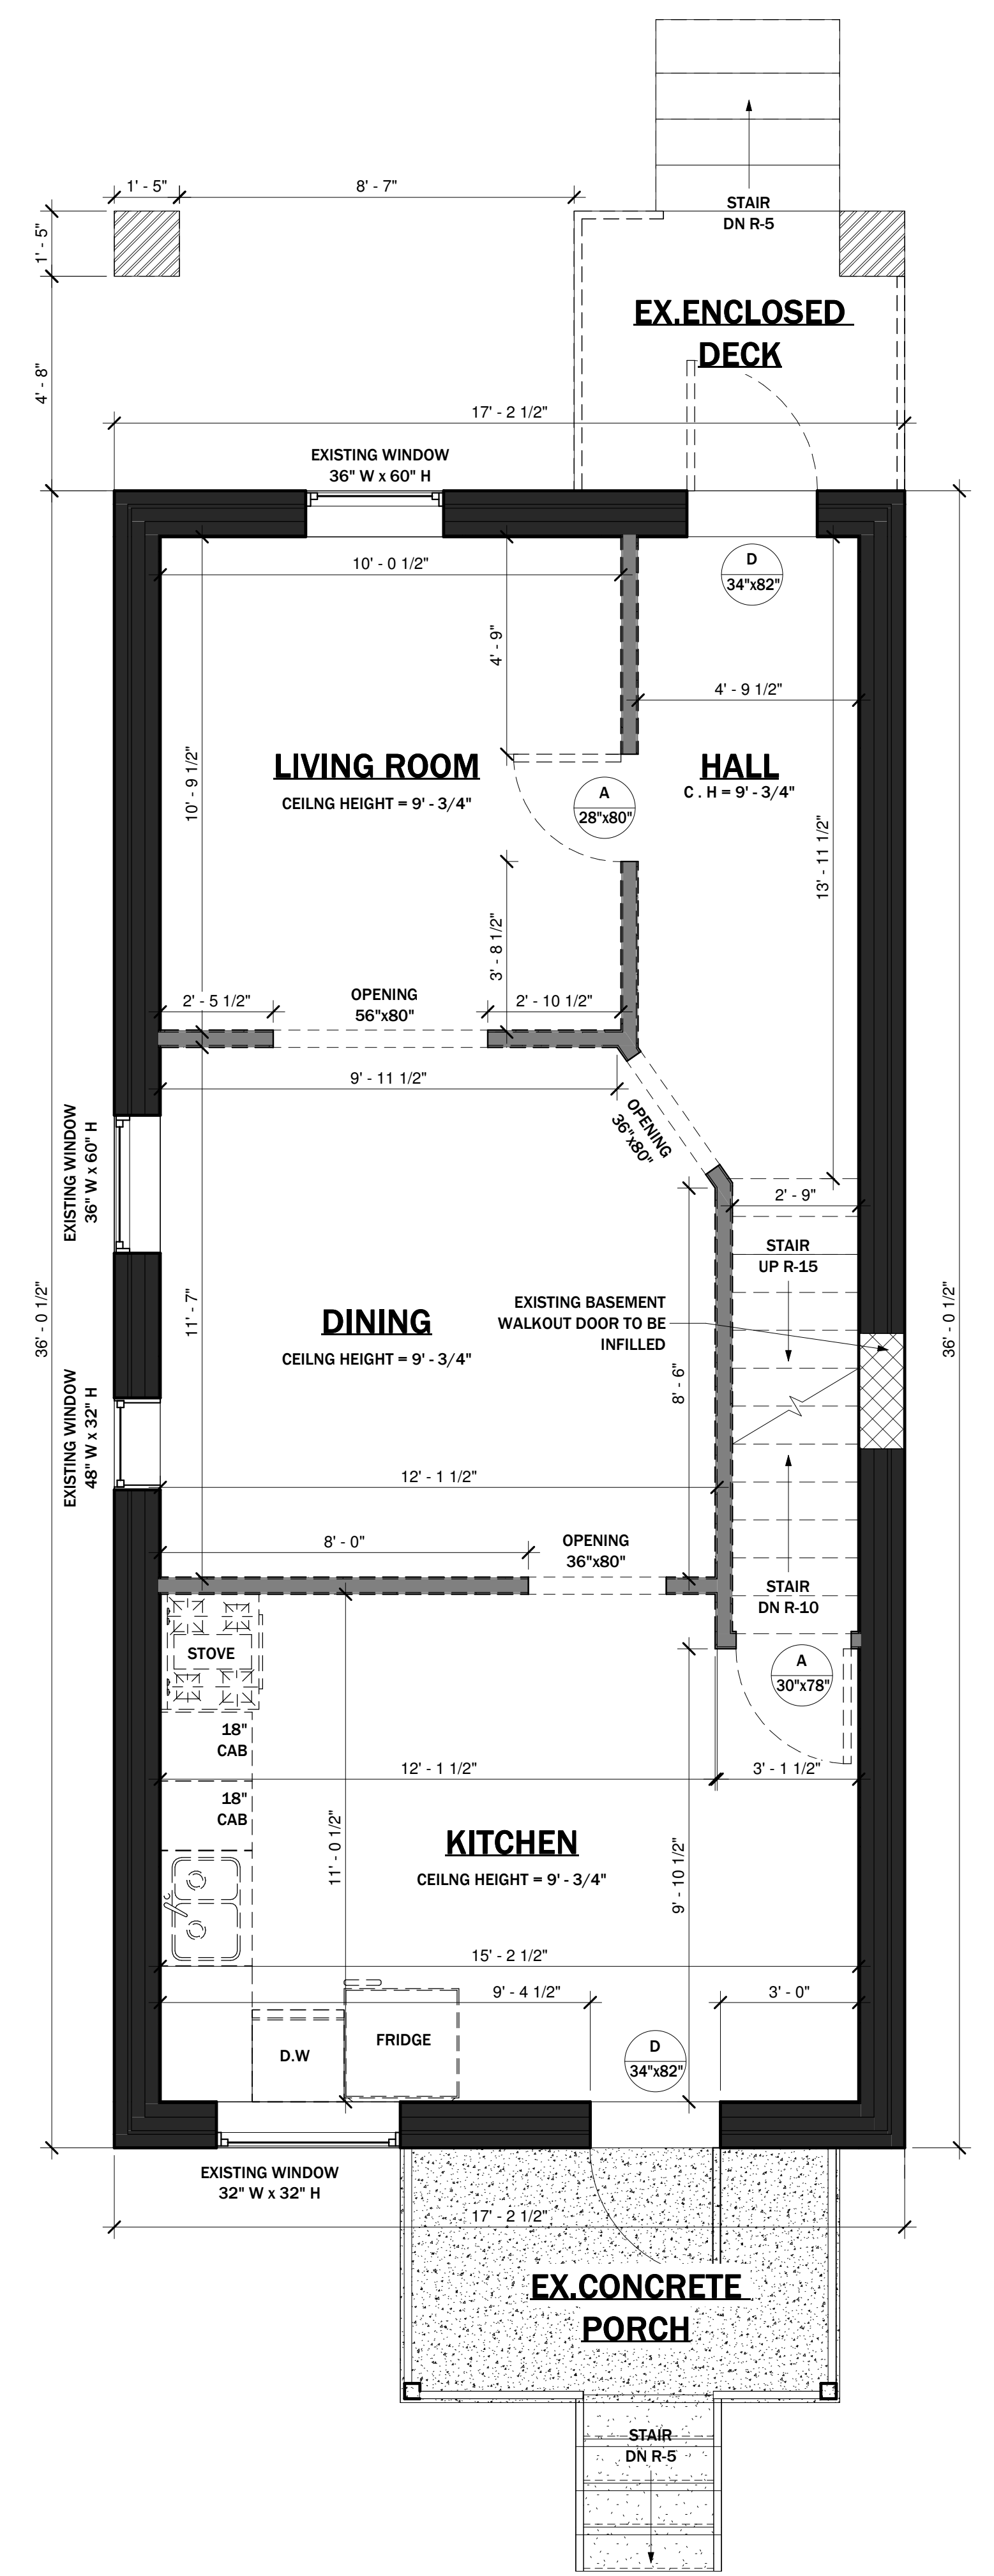 1' - 5"
8' - 7"
STAIR
DN R-5
1' - 5"
EX.ENCLOSED
DECK
4' - 8"
17' - 2 1/2"
EXISTING WINDOW
36" W x 60" H
D
34"x82"
10' - 0 1/2"
4' - 9"
4' - 9 1/2"
LIVING ROOM
CEILNG HEIGHT = 9' - 3/4"
HALL
C . H = 9' - 3/4"
10' - 9 1/2"
A
28"x80"
13' - 11 1/2"
3' - 8 1/2"
2' - 5 1/2"
OPENING
56"x80"
2' - 10 1/2"
9' - 11 1/2"
OPENING
36"x80"
EXISTING WINDOW
36" W x 60" H
2' - 9"
STAIR
UP R-15
36' - 0 1/2"
11' - 7"
DINING
CEILNG HEIGHT = 9' - 3/4"
EXISTING BASEMENT
WALKOUT DOOR TO BE
INFILLED
36' - 0 1/2"
8' - 6"
EXISTING WINDOW
48" W x 32" H
12' - 1 1/2"
8' - 0"
OPENING
36"x80"
STAIR
DN R-10
STOVE
A
30"x78"
18"
CAB
12' - 1 1/2"
3' - 1 1/2"
18"
CAB
11' - 0 1/2"
KITCHEN
CEILNG HEIGHT = 9' - 3/4"
9' - 10 1/2"
15' - 2 1/2"
9' - 4 1/2"
3' - 0"
FRIDGE
D.W
D
34"x82"
EXISTING WINDOW
32" W x 32" H
17' - 2 1/2"
EX.CONCRETE
PORCH
STAIR
DN R-5